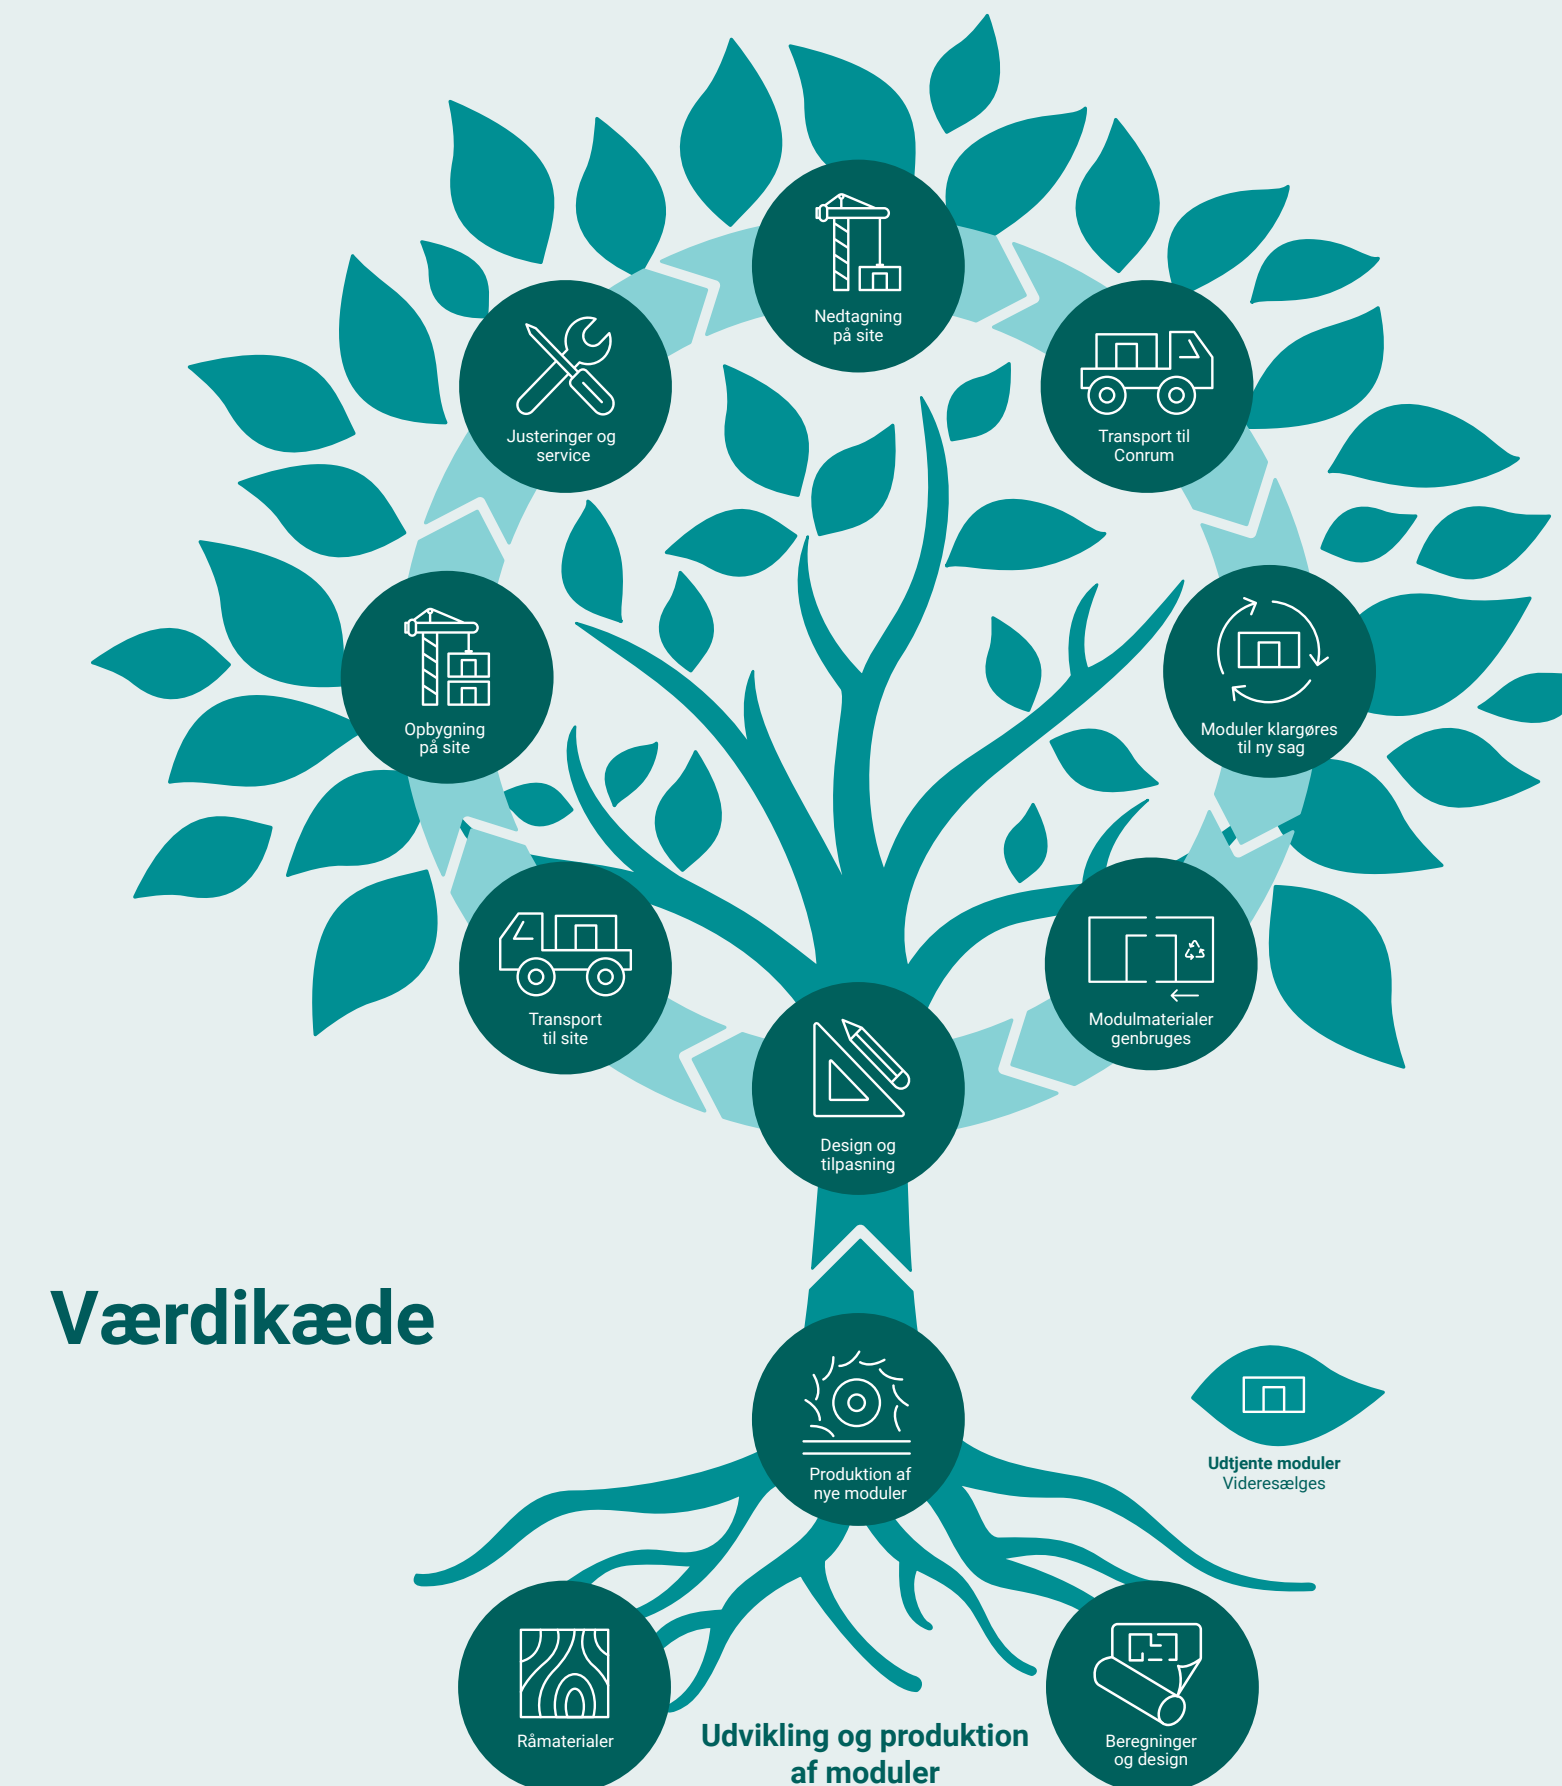 Nedtagning
på site
Justeringer og
service
Transport til
Conrum
Opbygning
på site
Moduler klargøres
til ny sag
Transport
til site
Modulmaterialer
genbruges
Design og
tilpasning
Værdikæde
Produktion af
nye moduler
Udtjente moduler
Videresælges
Råmaterialer
Udvikling og produktion
af moduler
Beregninger
og design